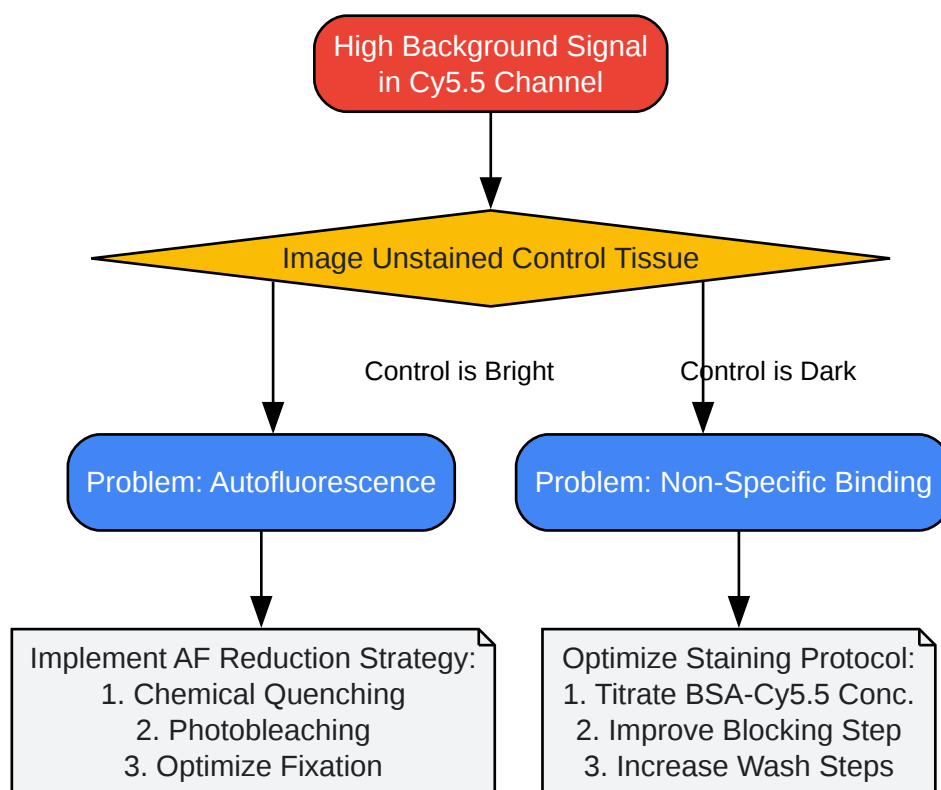 High Background Signal
in Cy5.5 Channel
Image Unstained Control Tissue
Control is Bright
Control is Dark
Problem: Autofluorescence
Problem: Non-Specific Binding
Implement AF Reduction Strategy:
1. Chemical Quenching
2. Photobleaching
3. Optimize Fixation
Optimize Staining Protocol:
1. Titrate BSA-Cy5.5 Conc.
2. Improve Blocking Step
3. Increase Wash Steps